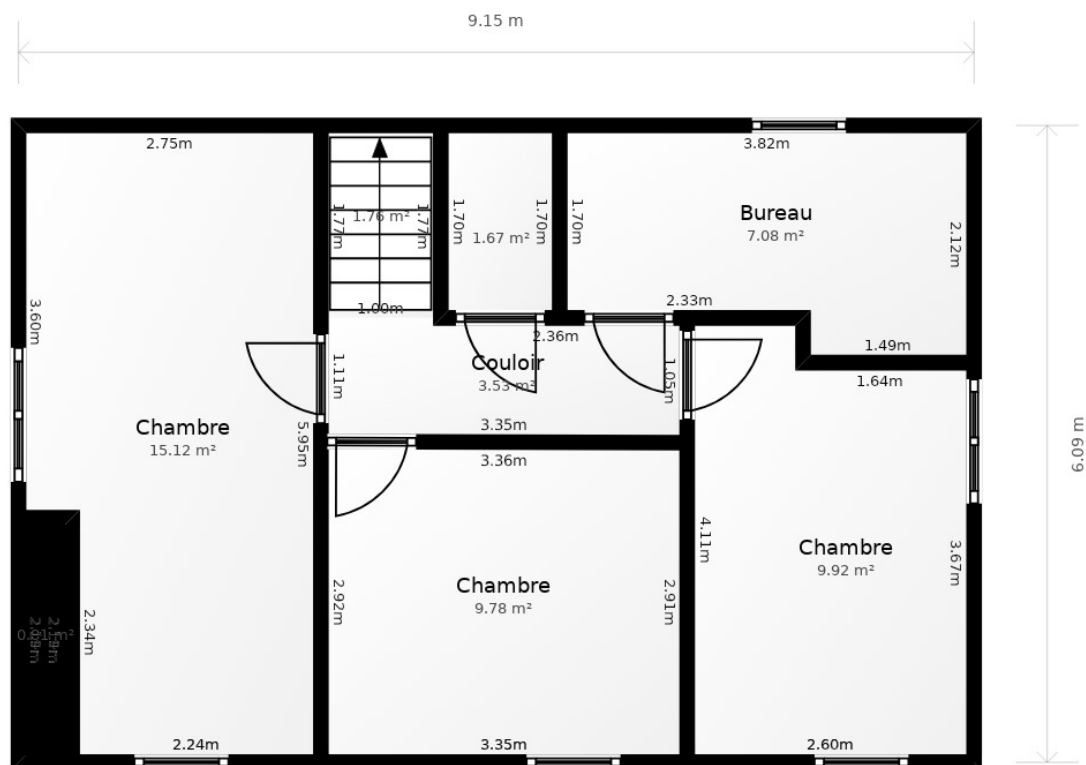 9.15 m
2.75m
3.82m
1.76 m²
1.77m
1.77m
1.70m
1.70m
1.67 m²
1.70m
Bureau
7.08 m²
2.12m
3.60m
1.00m
2.33m
2.36m
1.49m
1.11m
Couloir
3.53 m²
1.05m
1.64m
Chambre
15.12 m²
5.95m
3.35m
3.36m
6.09 m
4.11m
Chambre
9.92 m²
3.67m
Chambre
9.78 m²
2.92m
2.91m
2.34m
2.24m
3.35m
2.60m